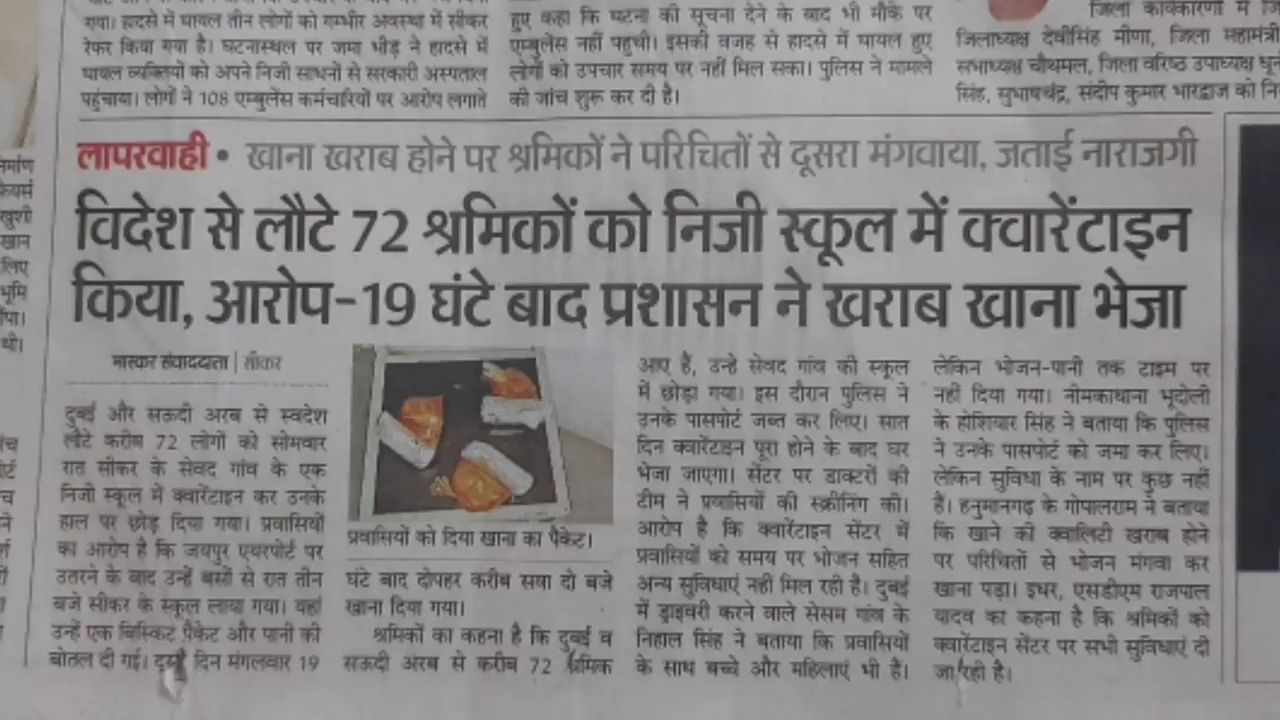 गया। हादसे में घायल तीन लोगों को गम्भीर अवस्था में सीकर
रेफर किया गया है। घटनास्थल पर जमा भीड़ ने हादसे में
घायल व्यक्तियों को अपने निजी साधनों से सरकारी अस्पताल
पहुंचाया। लोगों ने 108 एम्बुलेंस कर्मचारियों पर आरोप लगाते
हुए कहा कि घटना की सूचना देने के बाद भी मौके पर
एम्बुलेंस नहीं पहुची। इसकी वजह से हादसे में घायल हुए
लोगों को उपचार समय पर नहीं मिल सका। पुलिस ने मामले
की जांच शुरू कर दी है।
जिला कार्यकारणी में
जिलाध्यक्ष देवीसिंह मीणा, जिला महामंत्री
सभाध्यक्ष चौथमल, जिला वरिष्ठ उपाध्यक्ष
सिंह, सुभाषचंद्र, संदीप कुमार भारद्वाज को
लापरवाही • खाना खराब होने पर श्रमिकों ने परिचितों से दूसरा मंगवाया, जताई नाराजगी
विदेश से लौटे 72 श्रमिकों को निजी स्कूल में क्वारेंटाइन
किया, आरोप-19 घंटे बाद प्रशासन ने खराब खाना भेजा
भास्कर संवाददाता | सीकर
दुबई और सऊदी अरब से स्वदेश
लौटे करीब 72 लोगों को सोमवार
रात सीकर के सेवद गांव के एक
निजी स्कूल में क्वारेंटाइन कर उनके
हाल पर छोड़ दिया गया। प्रवासियों
का आरोप है कि जयपुर एयरपोर्ट पर
उतरने के बाद उन्हें बसों से रात तीन
बजे सीकर के स्कूल लाया गया। यहां
उन्हें एक बिस्किट पैकेट और पानी की
बोतल दी गई। दूसरे दिन मंगलवार 19
प्रवासियों को दिया खाना का पैकेट।
घंटे बाद दोपहर करीब सवा दो बजे
खाना दिया गया।
श्रमिकों का कहना है कि दुबई व
सऊदी अरब से करीब 72 श्रमिक
आए हैं, उन्हें सेवद गांव की स्कूल
में छोड़ा गया। इस दौरान पुलिस ने
उनके पासपोर्ट जब्त कर लिए। सात
दिन क्वारेंटाइन पूरा होने के बाद घर
भेजा जाएगा। सेंटर पर डाक्टरों की
टीम ने प्रवासियों की स्क्रीनिंग की।
आरोप है कि क्वारेंटाइन सेंटर में
प्रवासियों को समय पर भोजन सहित
अन्य सुविधाएं नहीं मिल रही है। दुबई
में ड्राइवरी करने वाले सेसम गांव के
निहाल सिंह ने बताया कि प्रवासियों
के साथ बच्चे और महिलाएं भी हैं।
लेकिन भोजन-पानी तक टाइम पर
नहीं दिया गया। नीमकाथाना भूदोली
के होशियार सिंह ने बताया कि पुलिस
ने उनके पासपोर्ट को जमा कर लिए।
लेकिन सुविधा के नाम पर कुछ नहीं
है। हनुमानगढ़ के गोपालराम ने बताया
कि खाने की क्वालिटी खराब होने
पर परिचितों से भोजन मंगवा कर
खाना पड़ा। इधर, एसडीएम राजपाल
यादव का कहना है कि श्रमिकों को
क्वारेंटाइन सेंटर पर सभी सुविधाएं दी
जा रही है।